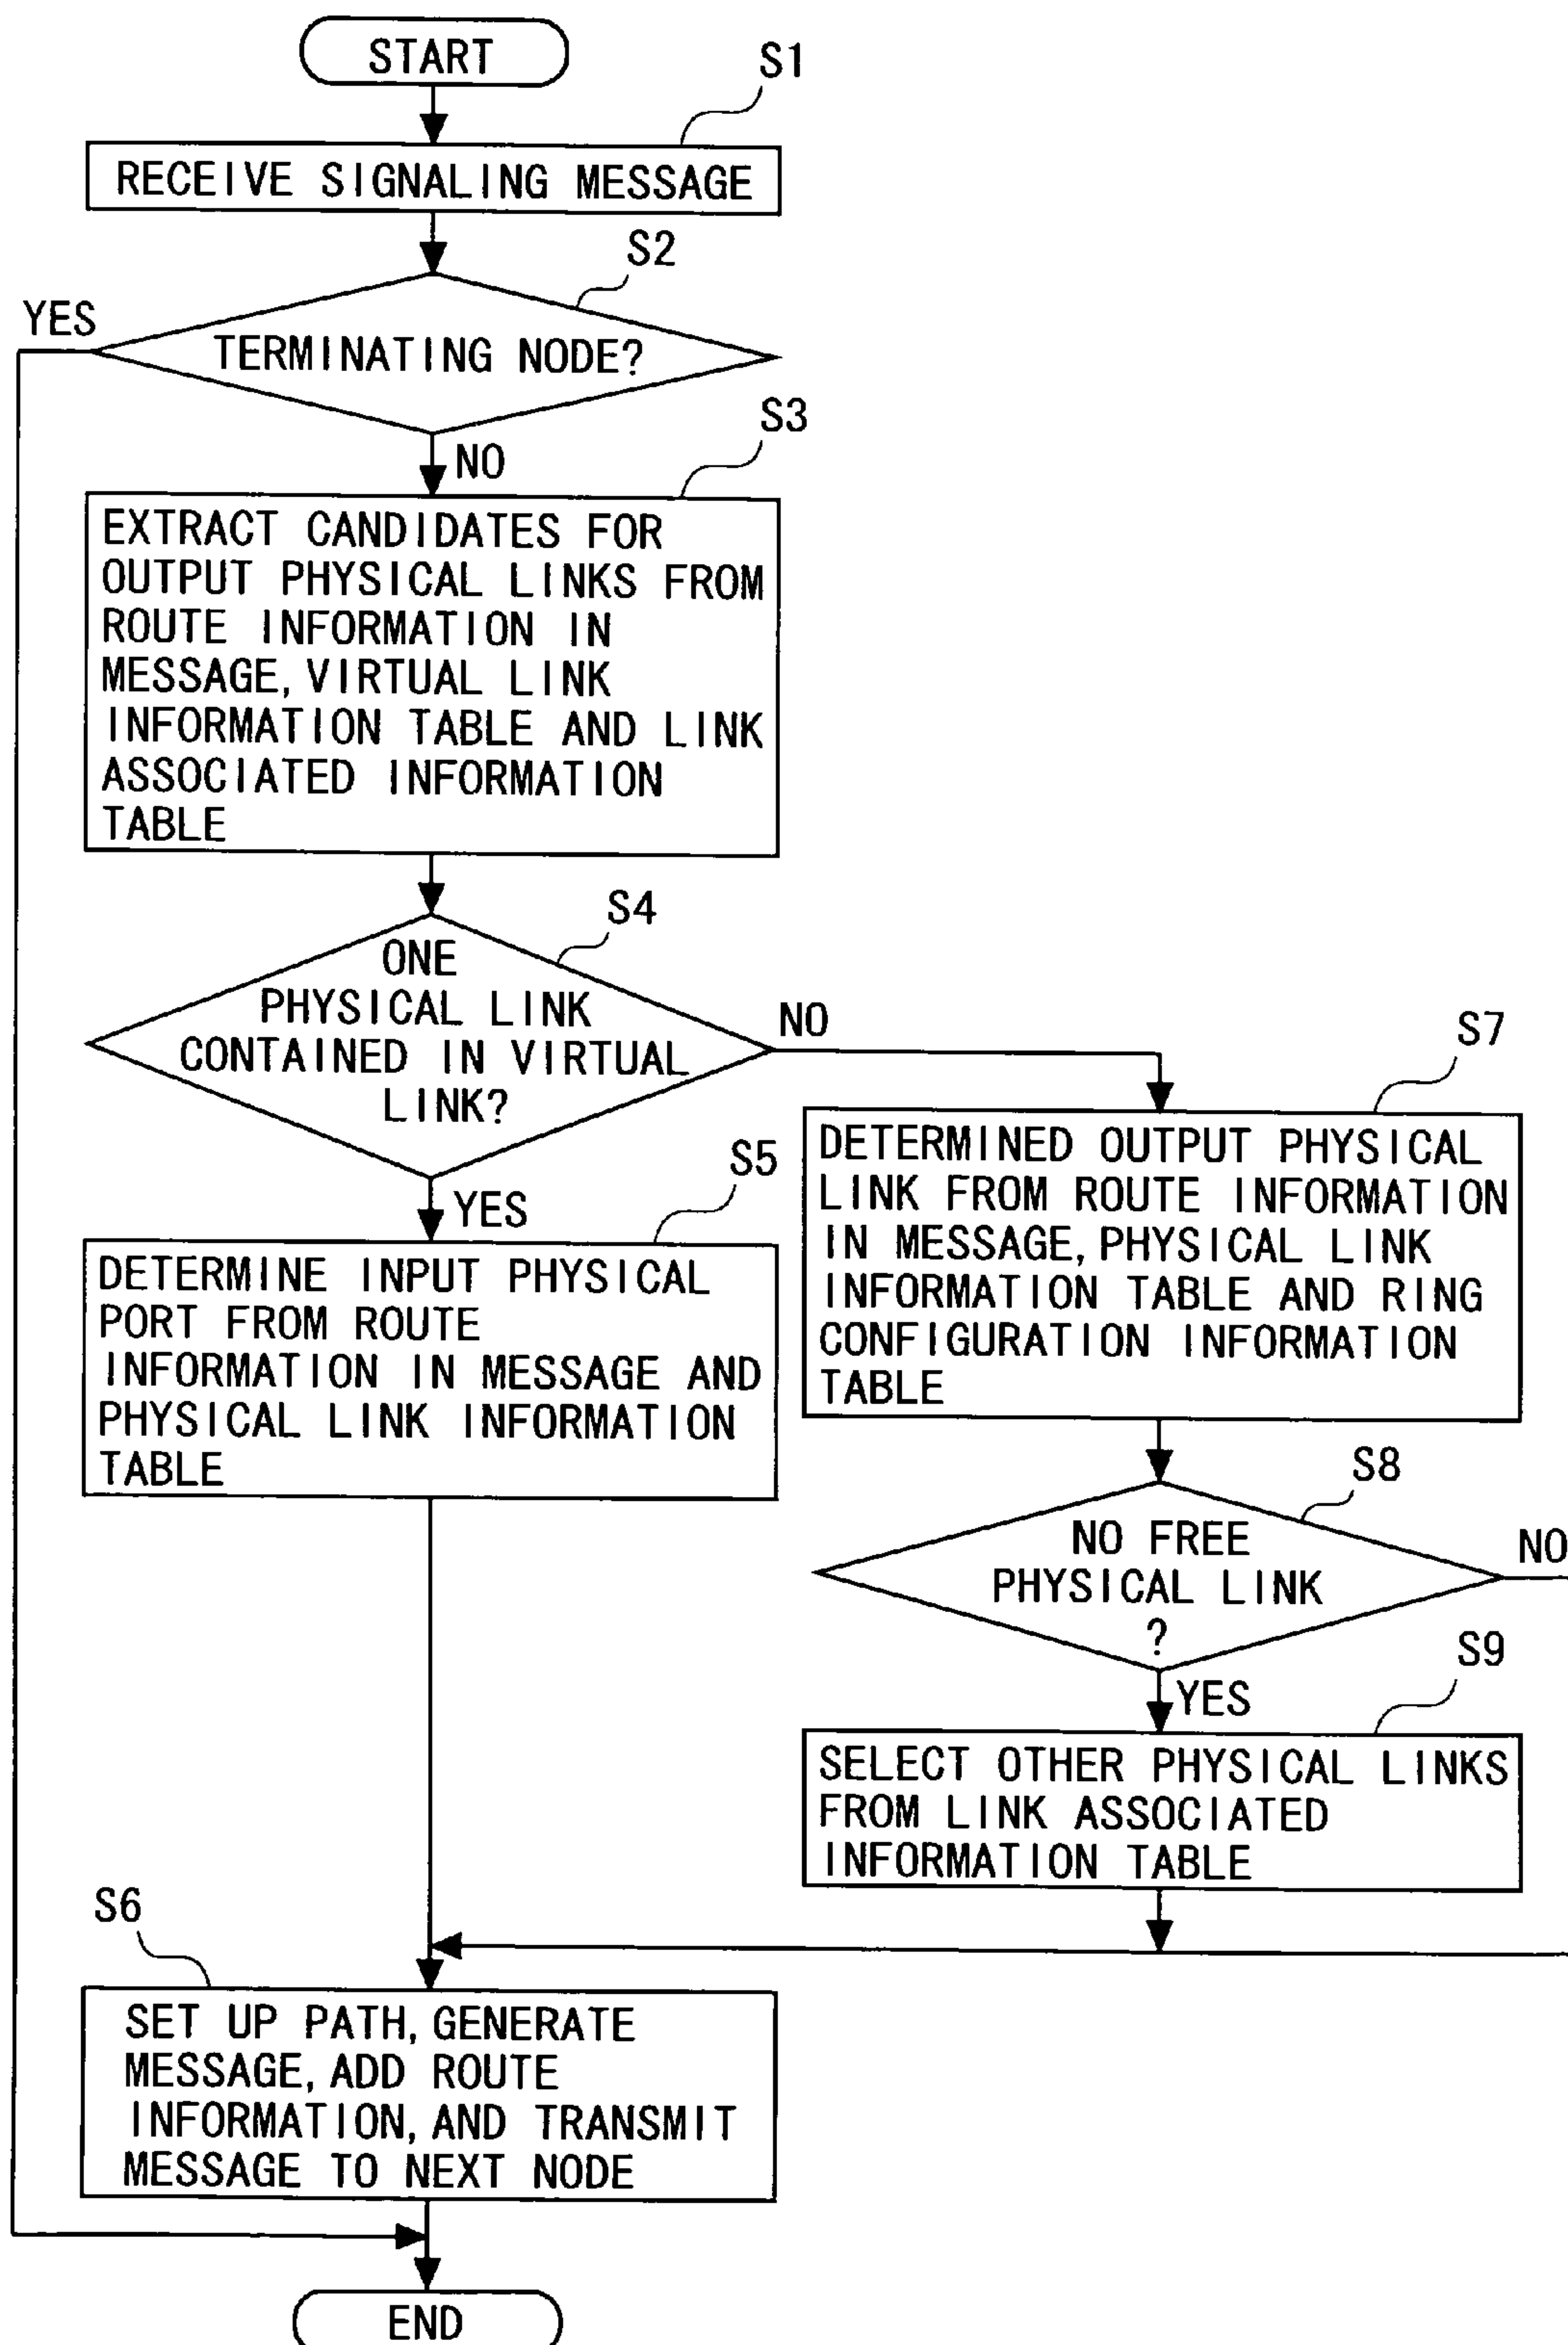 START
S1
RECEIVE SIGNALING MESSAGE
S2
YES
TERMINATING NODE?
S3
NO
EXTRACT CANDIDATES FOR
OUTPUT PHYSICAL LINKS FROM
ROUTE INFORMATION IN
MESSAGE, VIRTUAL LINK
INFORMATION TABLE AND LINK
ASSOCIATED INFORMATION
TABLE
S4
ONE
PHYSICAL LINK
CONTAINED IN VIRTUAL
LINK?
NO
S5
YES
DETERMINE INPUT PHYSICAL
PORT FROM ROUTE
INFORMATION IN MESSAGE AND
PHYSICAL LINK INFORMATION
TABLE
S7
DETERMINED OUTPUT PHYSICAL
LINK FROM ROUTE INFORMATION
IN MESSAGE, PHYSICAL LINK
INFORMATION TABLE AND RING
CONFIGURATION INFORMATION
TABLE
S8
NO FREE
PHYSICAL LINK
?
NO
S9
YES
SELECT OTHER PHYSICAL LINKS
FROM LINK ASSOCIATED
INFORMATION TABLE
S6
SET UP PATH, GENERATE
MESSAGE, ADD ROUTE
INFORMATION, AND TRANSMIT
MESSAGE TO NEXT NODE
END